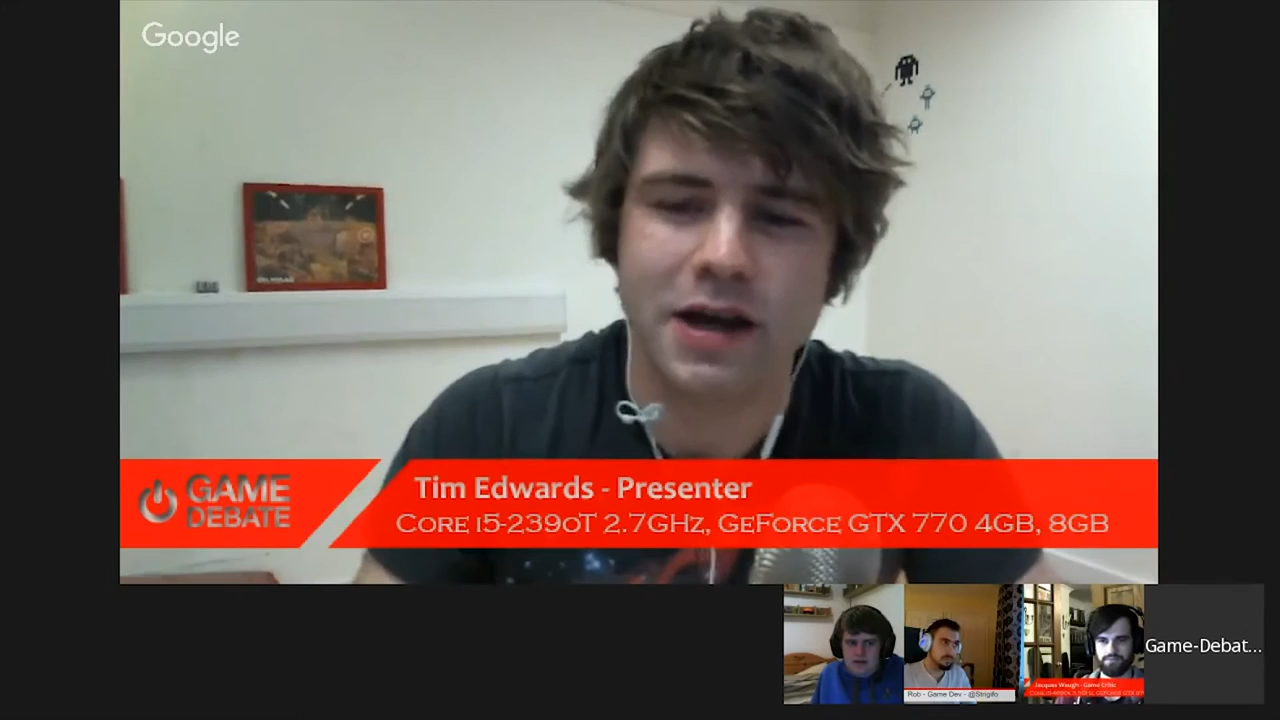 Google
GAME
DEBATE
Tim Edwards - Presenter
Core i5-2390T 2.7GHz, GeForce GTX 770 4GB, 8GB
Rob - Game Dev - @Strigifo
Jacques Waugh - Game Critic
Game-Debat...